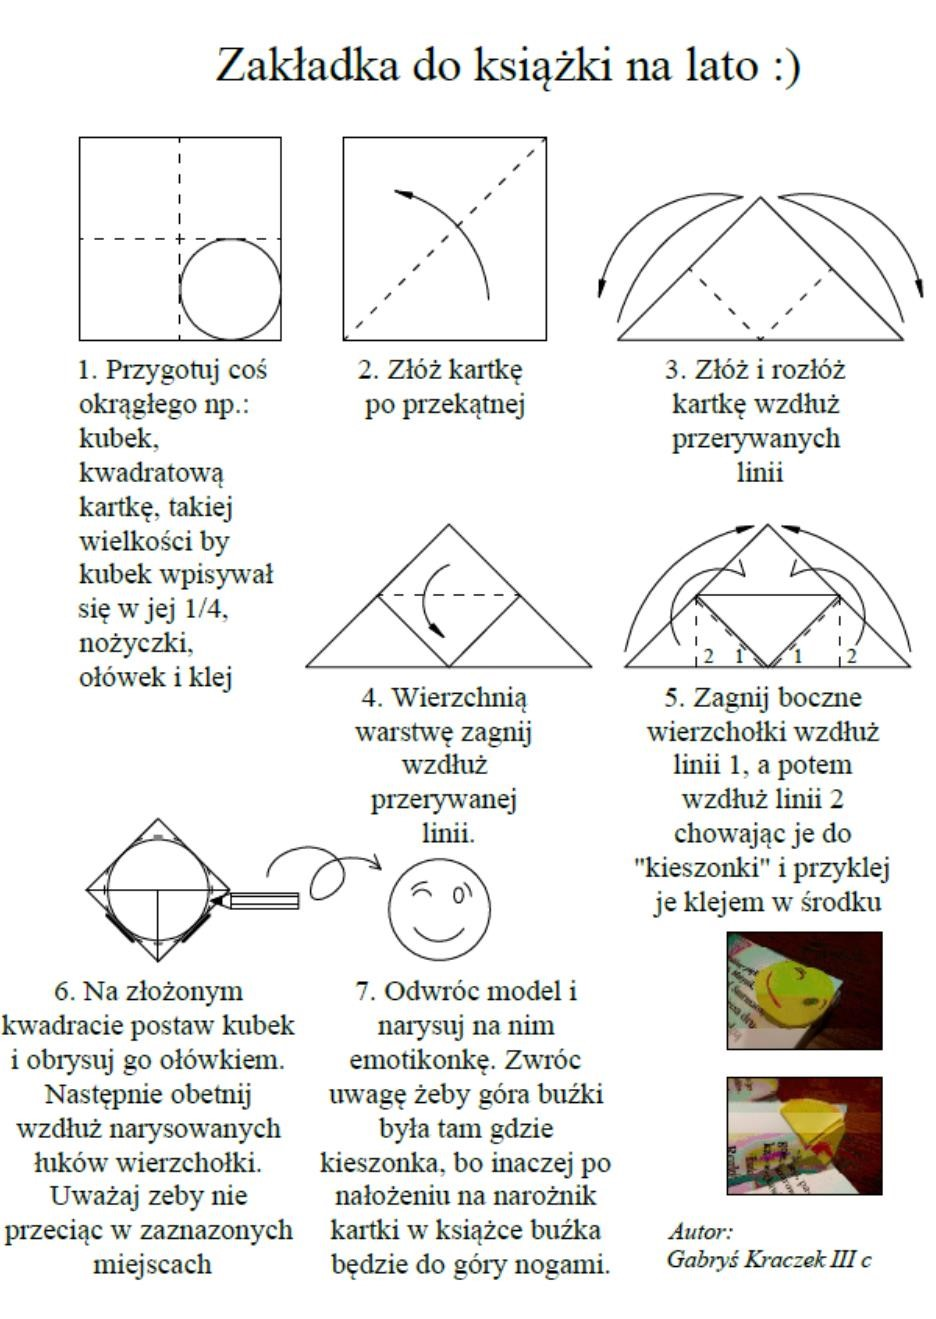 Zakładka do książki na lato :)
1. Przygotuj coś
okrągłego np.:
kubek,
kwadratową
kartkę, takiej
wielkości by
kubek wpisywał
się w jej 1/4,
nożyczki,
ołówek i klej
2. Złóż kartkę
po przekątnej
3. Złóż i rozłóż
kartkę wzdłuż
przerywanych
linii
4. Wierzchnią
warstwę zagnij
wzdłuż
przerywanej
linii.
2 1 1 2
5. Zagnij boczne
wierzchołki wzdłuż
linii 1, a potem
wzdłuż linii 2
chowając je do
"kieszonki" i przyklej
je klejem w środku
6. Na złożonym
kwadracie postaw kubek
i obrysuj go ołówkiem.
Następnie obetnij
wzdłuż narysowanych
łuków wierzchołki.
Uważaj zeby nie
przeciąc w zaznazonych
miejscach
7. Odwróc model i
narysuj na nim
emotikonkę. Zwróc
uwagę żeby góra buźki
była tam gdzie
kieszonka, bo inaczej po
nałożeniu na narożnik
kartki w książce buźka
będzie do góry nogami.
Autor:
Gabryś Kraczek III c